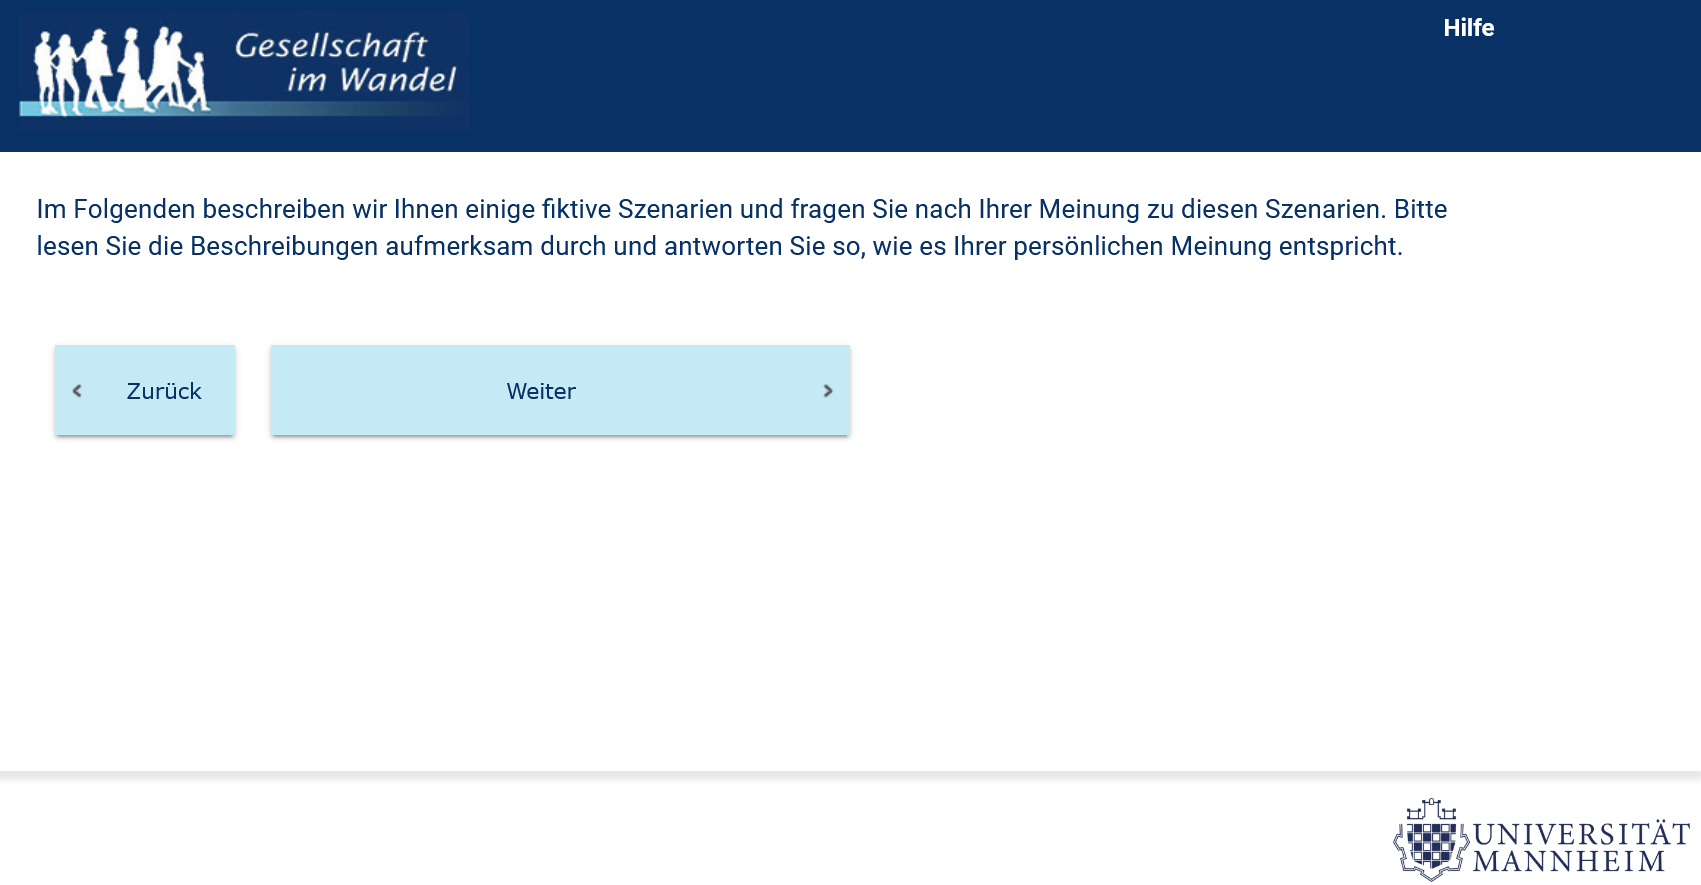 Gesellschaft
im Wandel
Hilfe
Im Folgenden beschreiben wir Ihnen einige fiktive Szenarien und fragen Sie nach Ihrer Meinung zu diesen Szenarien. Bitte
lesen Sie die Beschreibungen aufmerksam durch und antworten Sie so, wie es Ihrer persönlichen Meinung entspricht.
Zurück
Weiter
UNIVERSITÄT
MANNHEIM